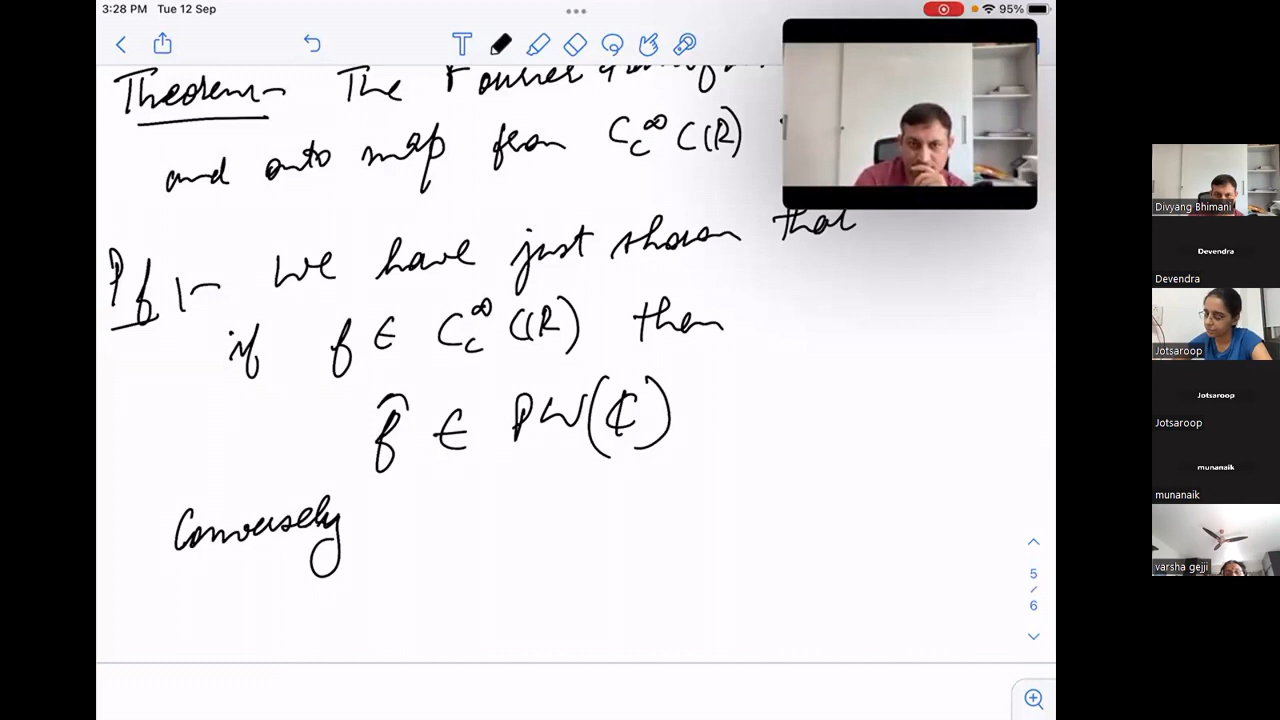 3:28 PM Tue 12 Sep
95%
Theorem - The Fourier
and onto map from C_c^∞(ℝ)
Pf :- We have just shown that
if f ∈ C_c^∞(ℝ) then
f̂ ∈ PW(ℂ)
Conversely
5
/
6
Divyang Bhimani
Devendra
Devendra
Jotsaroop
Jotsaroop
Jotsaroop
munanaik
munanaik
varsha gejji